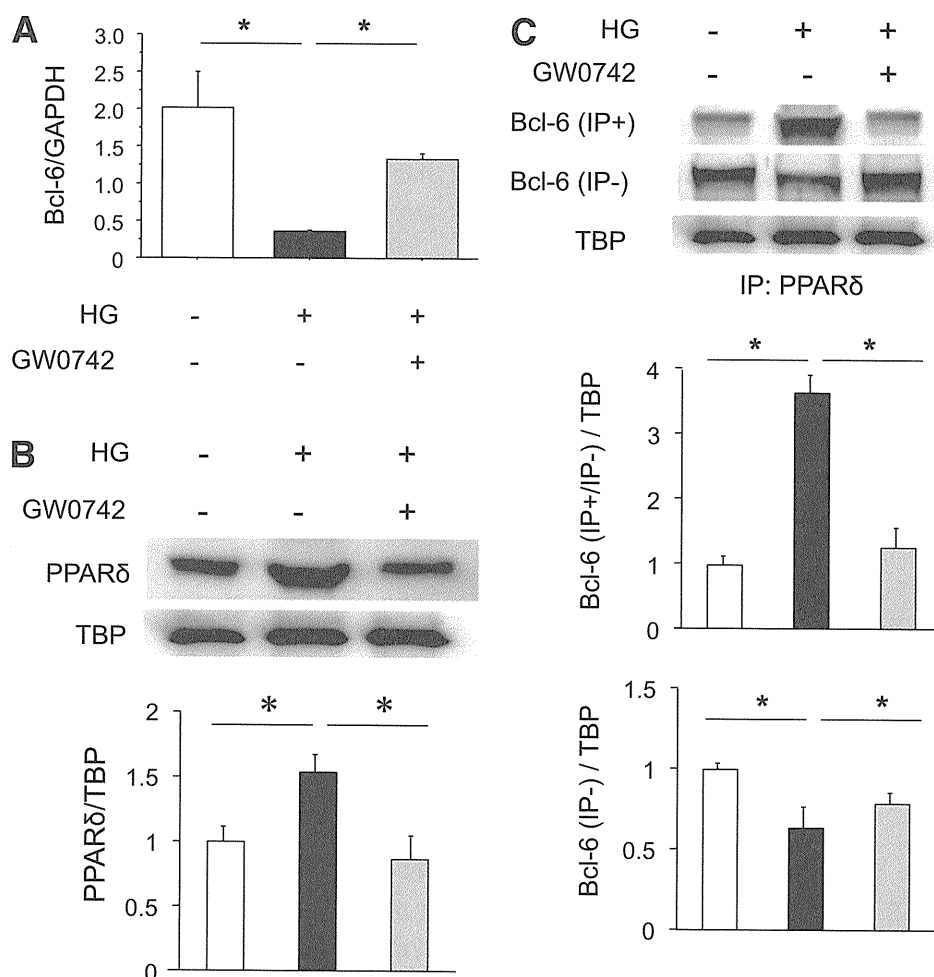 A
* *
3.0
2.5
2.0
1.5
1.0
0.5
0
Bcl-6/GAPDH
HG - + +
GW0742 - - +
B
HG - + +
GW0742 - - +
PPARδ
TBP
* *
2
1.5
1
0.5
0
PPARδ/TBP
C
HG - + +
GW0742 - - +
Bcl-6 (IP+)
Bcl-6 (IP-)
TBP
IP: PPARδ
* *
4
3
2
1
0
Bcl-6 (IP+/IP-) / TBP
* *
1.5
1
0.5
0
Bcl-6 (IP-) / TBP